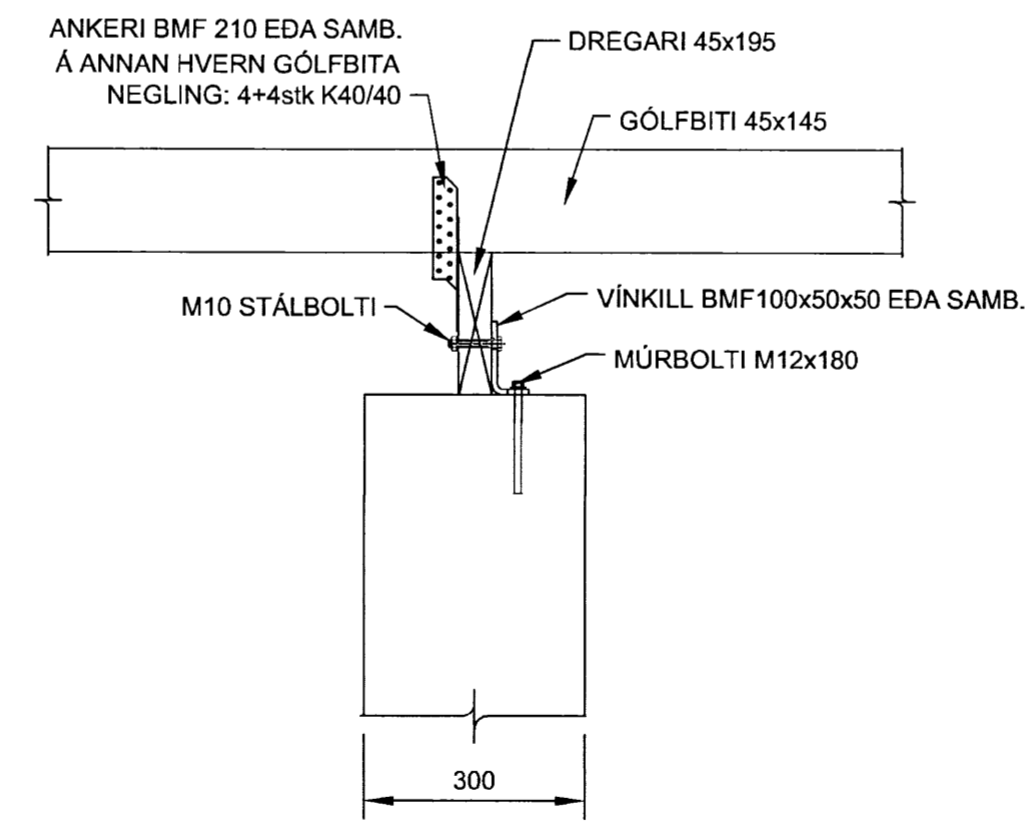 ANKERI BMF 210 EÐA SAMB.
Á ANNAN HVERN GÓLFBITA
NEGLING: 4+4stk K40/40
DREGARI 45x195
GÓLFBITI 45x145
M10 STÁLBOLTI
VÍNKILL BMF100x50x50 EÐA SAMB.
MÚRBOLTI M12x180
300